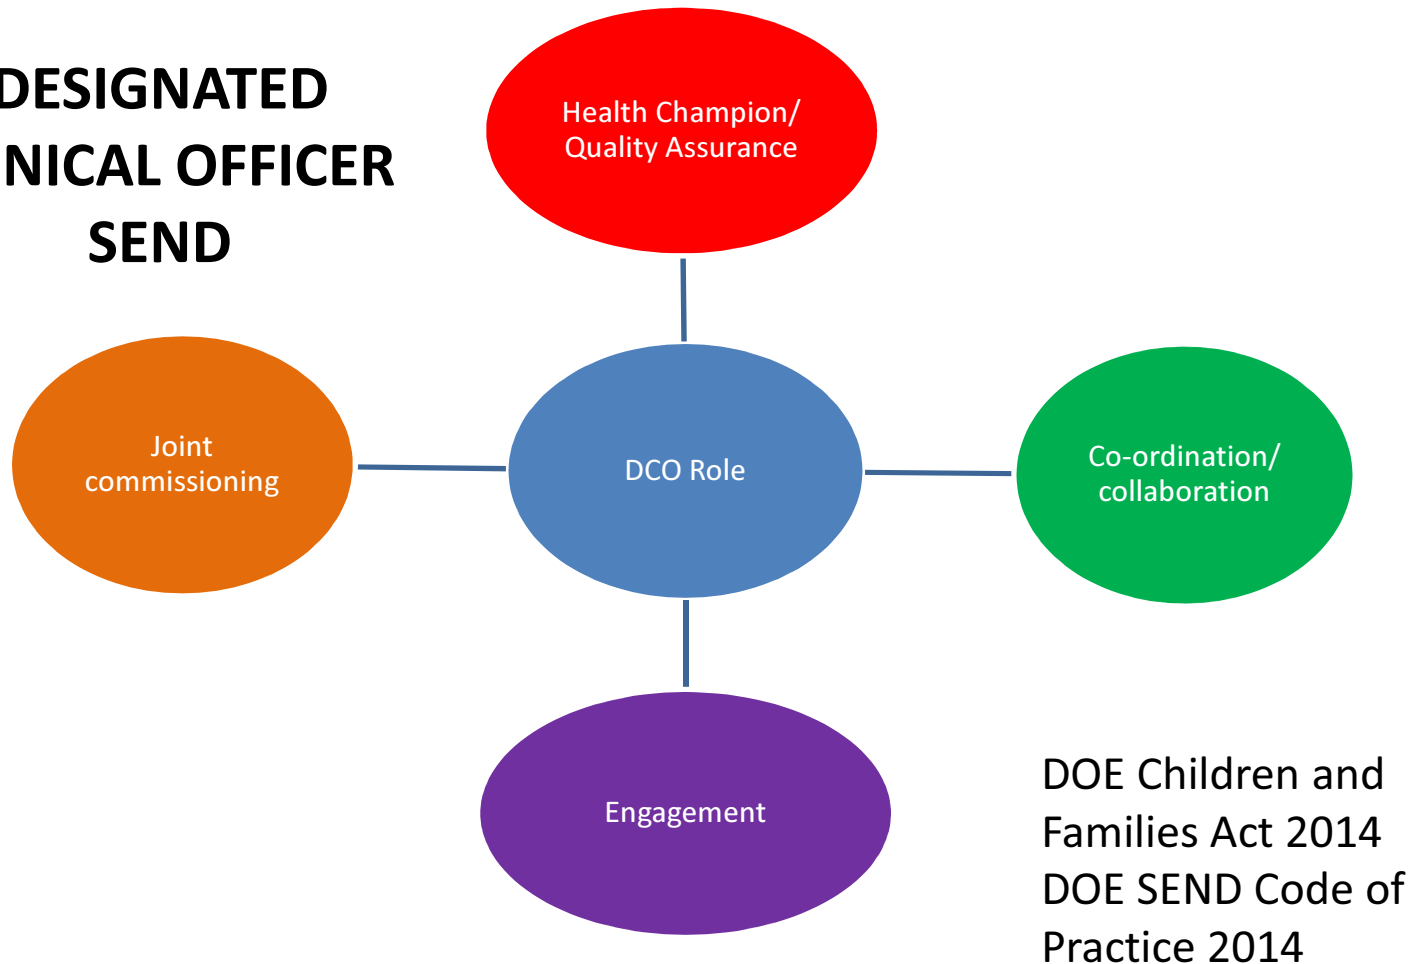 DESIGNATED
NICAL OFFICER
SEND
Health Champion/
Quality Assurance
Joint
commissioning
DCO Role
Co-ordination/
collaboration
Engagement
DOE Children and
Families Act 2014
DOE SEND Code of
Practice 2014